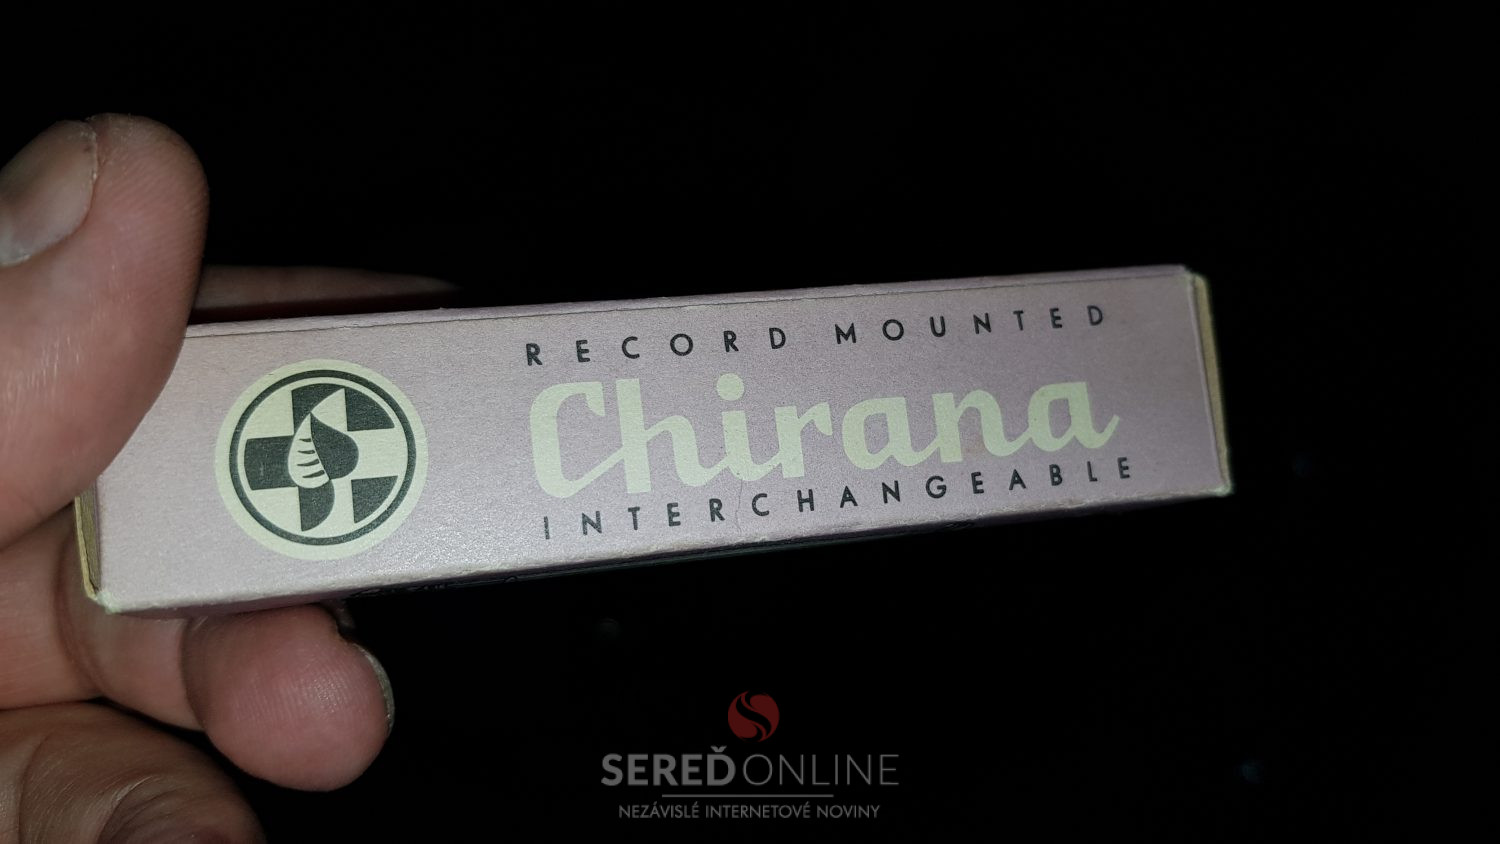 RECORD MOUNTED
Chirana
INTERCHANGEABLE
SEREĎONLINE
NEZÁVISLÉ INTERNETOVÉ NOVINY